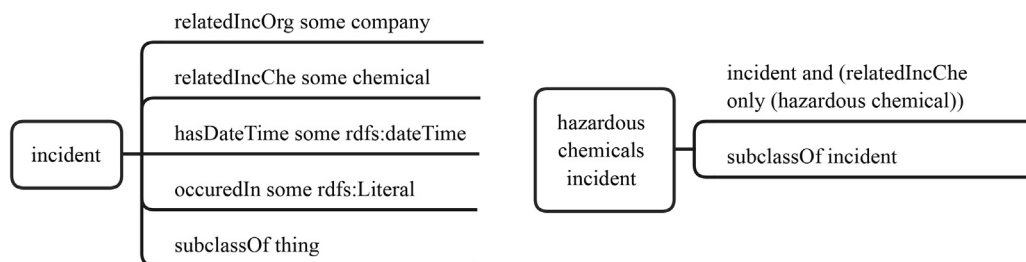 relatedIncOrg some company
relatedIncChe some chemical
hasDateTime some rdfs:dateTime
incident
occuredIn some rdfs:Literal
subclassOf thing
incident and (relatedIncChe
only (hazardous chemical))
hazardous
chemicals
incident
subclassOf incident